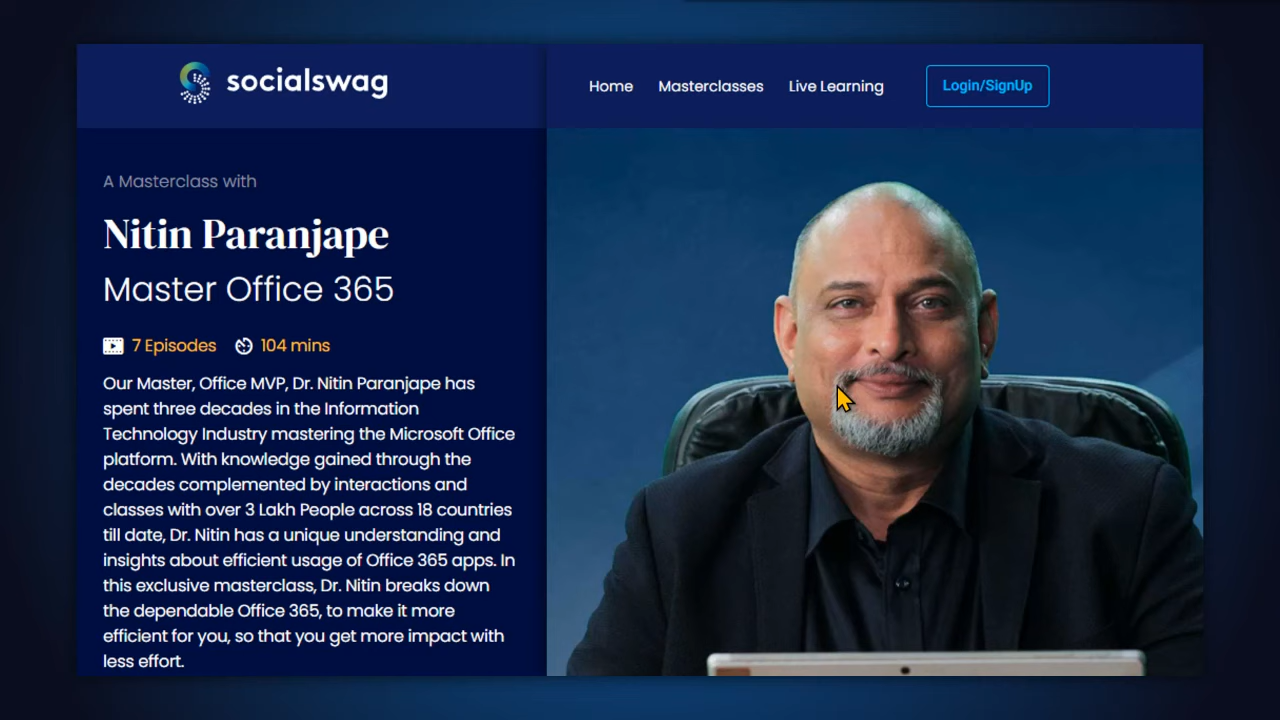 socialswag
Home Masterclasses Live Learning Login/SignUp
A Masterclass with
Nitin Paranjape
Master Office 365
7 Episodes 104 mins
Our Master, Office MVP, Dr. Nitin Paranjape has
spent three decades in the Information
Technology Industry mastering the Microsoft Office
platform. With knowledge gained through the
decades complemented by interactions and
classes with over 3 Lakh People across 18 countries
till date, Dr. Nitin has a unique understanding and
insights about efficient usage of Office 365 apps. In
this exclusive masterclass, Dr. Nitin breaks down
the dependable Office 365, to make it more
efficient for you, so that you get more impact with
less effort.